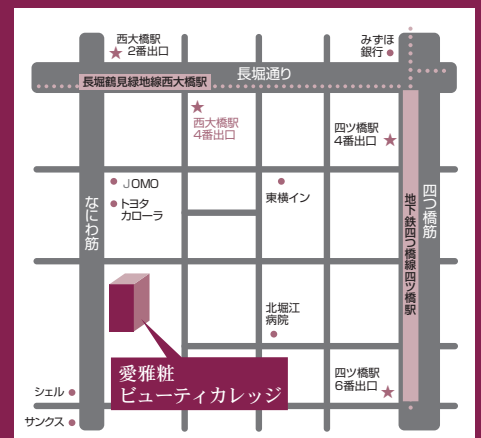 西大橋駅
2番出口
みずほ
銀行
長堀通り
長堀鶴見緑地線西大橋駅
西大橋駅
4番出口
四ツ橋駅
4番出口
JOMO
トヨタ
カローラ
東横イン
なにわ筋
四つ橋筋
地下鉄四つ橋線四ツ橋駅
北堀江
病院
愛雅粧
ビューティカレッジ
四ツ橋駅
6番出口
シェル
サンクス